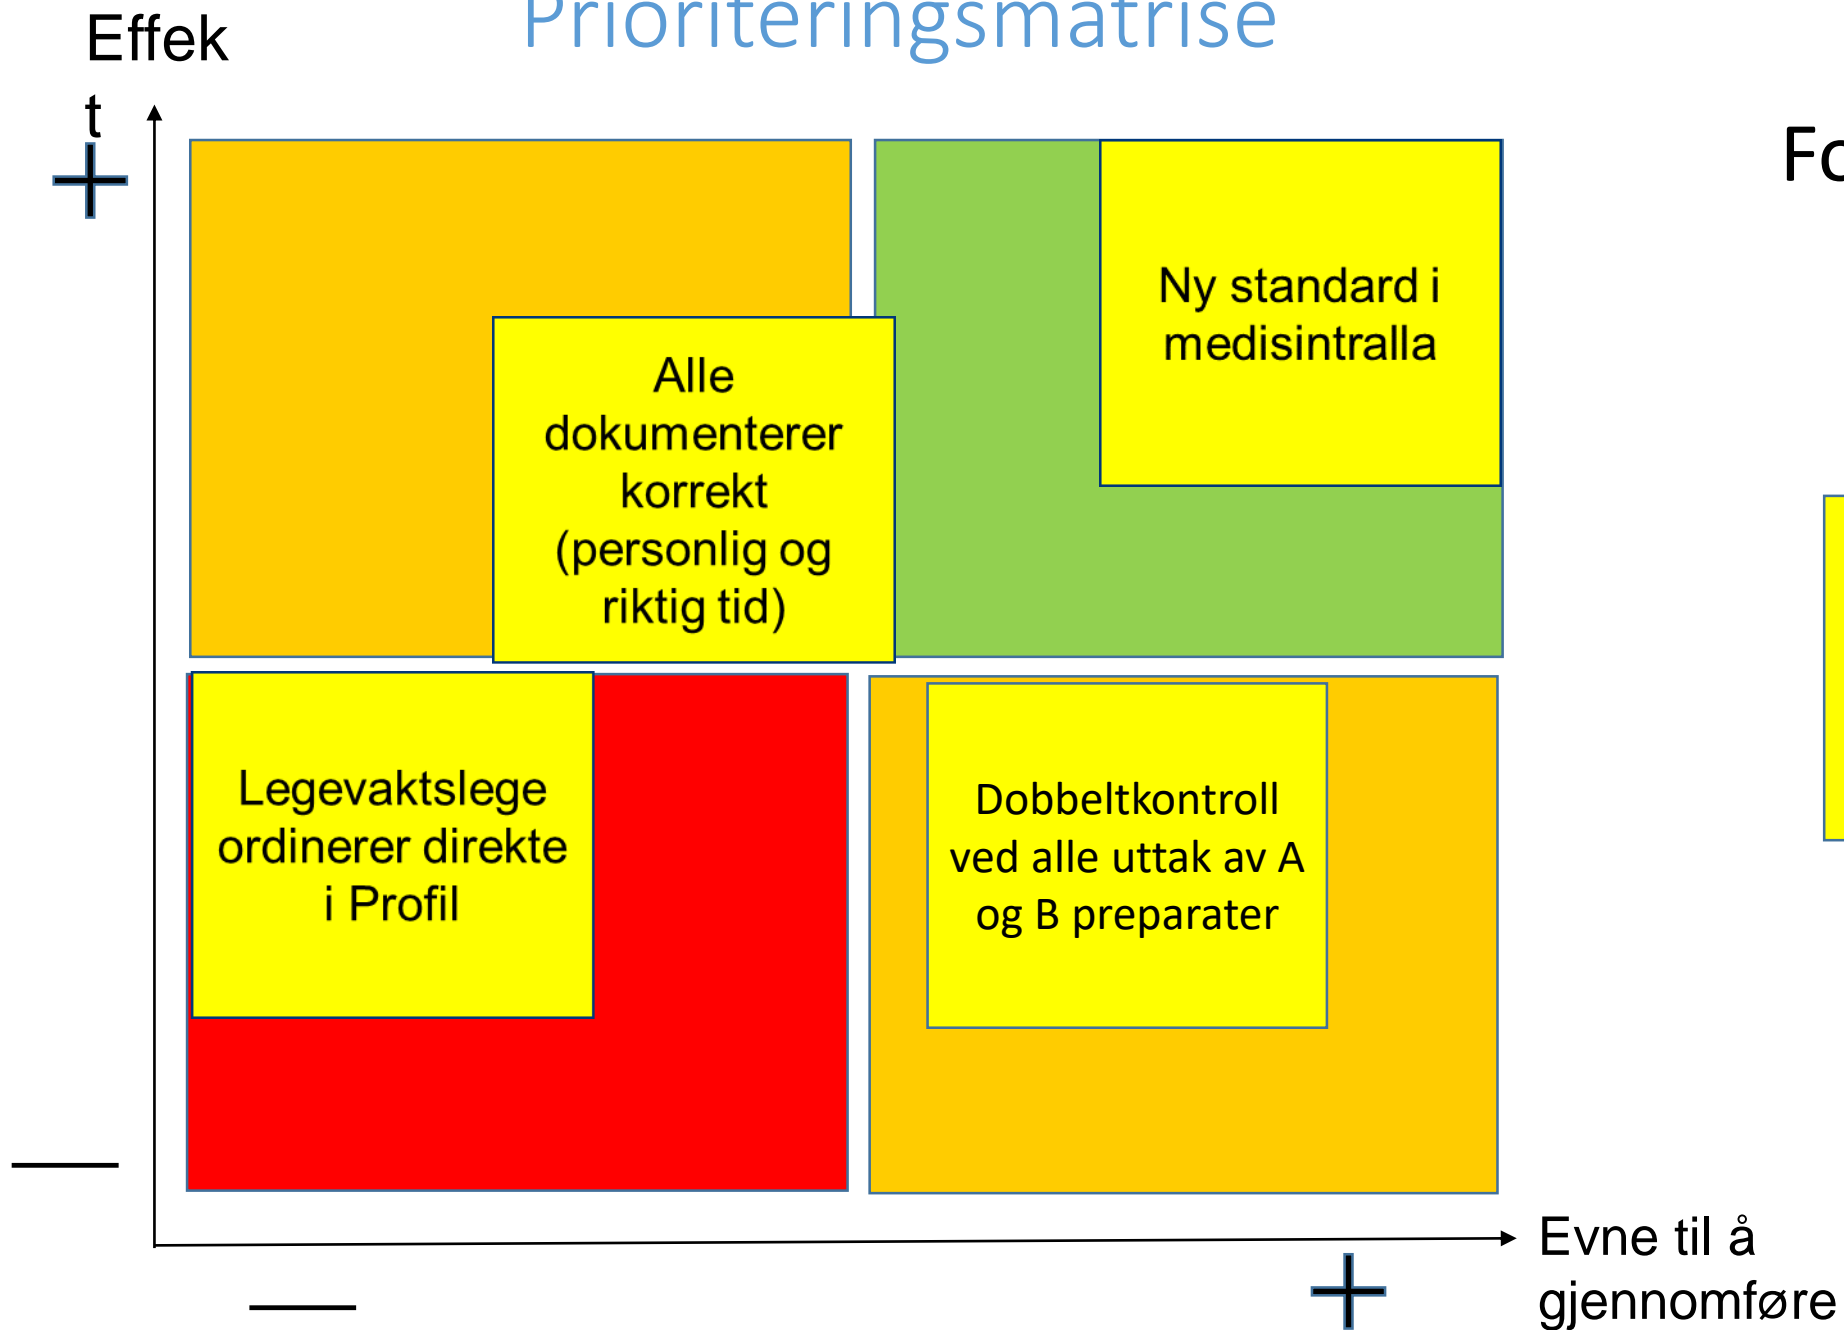 Prioriteringsmatrise
Effek
t
Fo
Ny standard i
medisintralla
Alle
dokumenterer
korrekt
(personlig og
riktig tid)
Legevaktslege
ordinerer direkte
i Profil
Dobbeltkontroll
ved alle uttak av A
og B preparater
Evne til å
gjennomføre